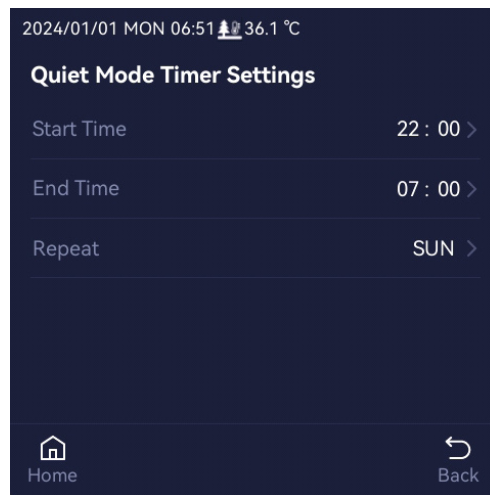 2024/01/01 MON 06:51 36.1 ℃
Quiet Mode Timer Settings
Start Time 22 : 00
End Time 07 : 00
Repeat SUN
Home Back